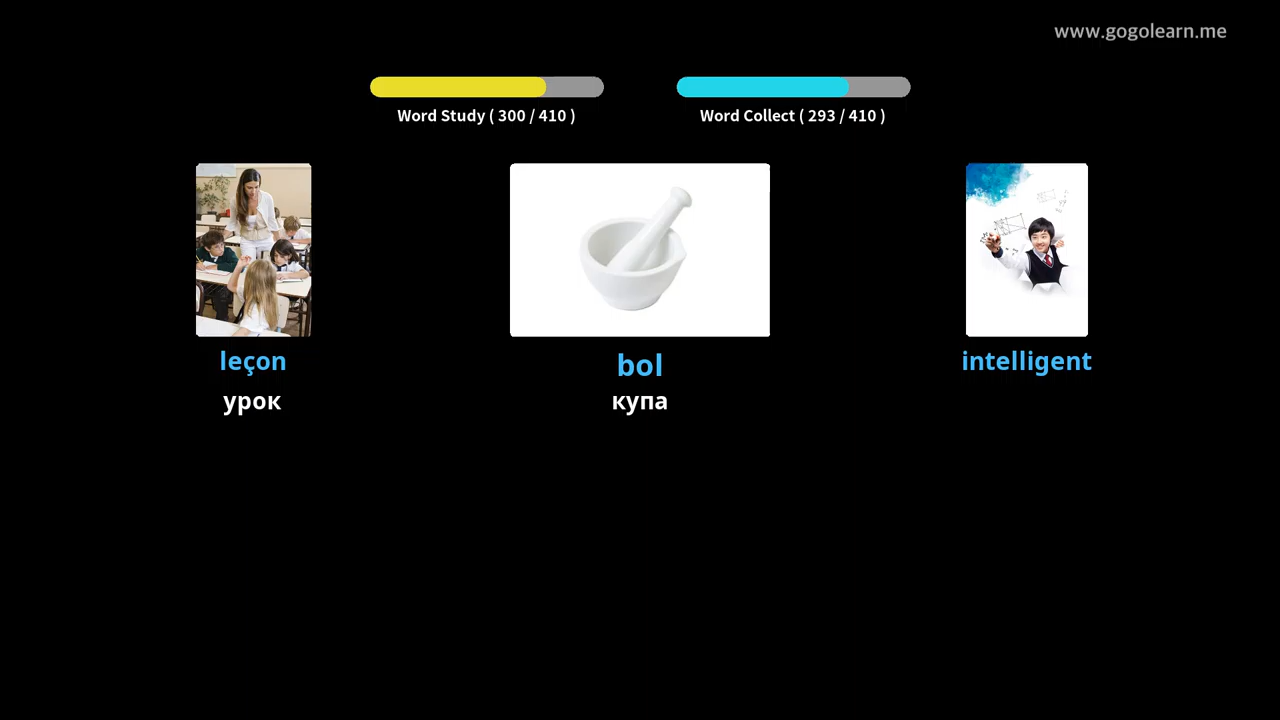 www.gogolearn.me
Word Study ( 300 / 410 )
Word Collect ( 293 / 410 )
leçon
bol
intelligent
урок
купа